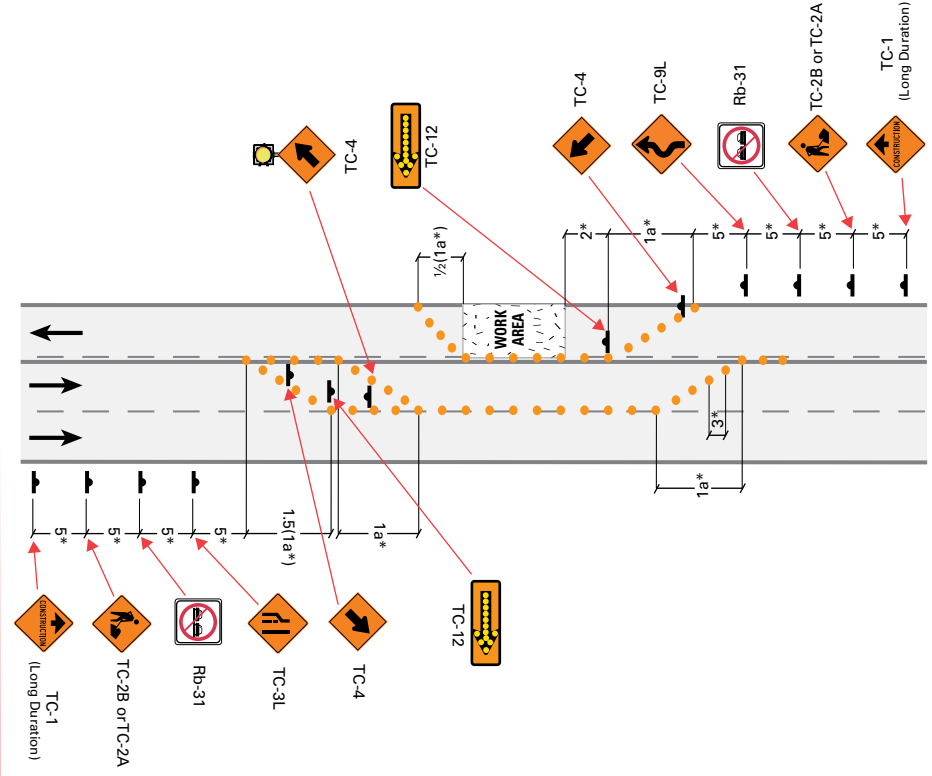 TC-4
TC-12
½(1a*)
TC-4
TC-9L
Rb-31
TC-2B or TC-2A
TC-1
(Long Duration)
CONSTRUCTION
2*
1a*
5*
5*
5*
5*
WORK
AREA
3*
1a*
5*
5*
5*
5*
1.5(1a*)
1a*
CONSTRUCTION
TC-1
(Long Duration)
TC-2B or TC-2A
Rb-31
TC-3L
TC-4
TC-12